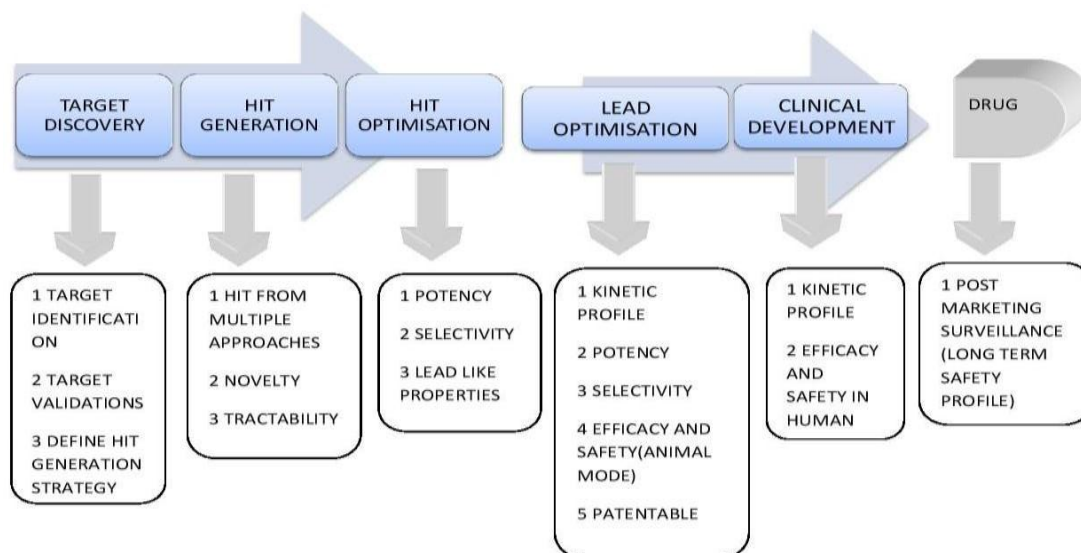 TARGET
DISCOVERY
HIT
GENERATION
HIT
OPTIMISATION
LEAD
OPTIMISATION
CLINICAL
DEVELOPMENT
DRUG
1 TARGET
IDENTIFICATI
ON
2 TARGET
VALIDATIONS
3 DEFINE HIT
GENERATION
STRATEGY
1 HIT FROM
MULTIPLE
APPROACHES
2 NOVELTY
3 TRACTABILITY
1 POTENCY
2 SELECTIVITY
3 LEAD LIKE
PROPERTIES
1 KINETIC
PROFILE
2 POTENCY
3 SELECTIVITY
4 EFFICACY AND
SAFETY(ANIMAL
MODE)
5 PATENTABLE
1 KINETIC
PROFILE
2 EFFICACY
AND
SAFETY IN
HUMAN
1 POST
MARKETING
SURVEILLANCE
(LONG TERM
SAFETY
PROFILE)